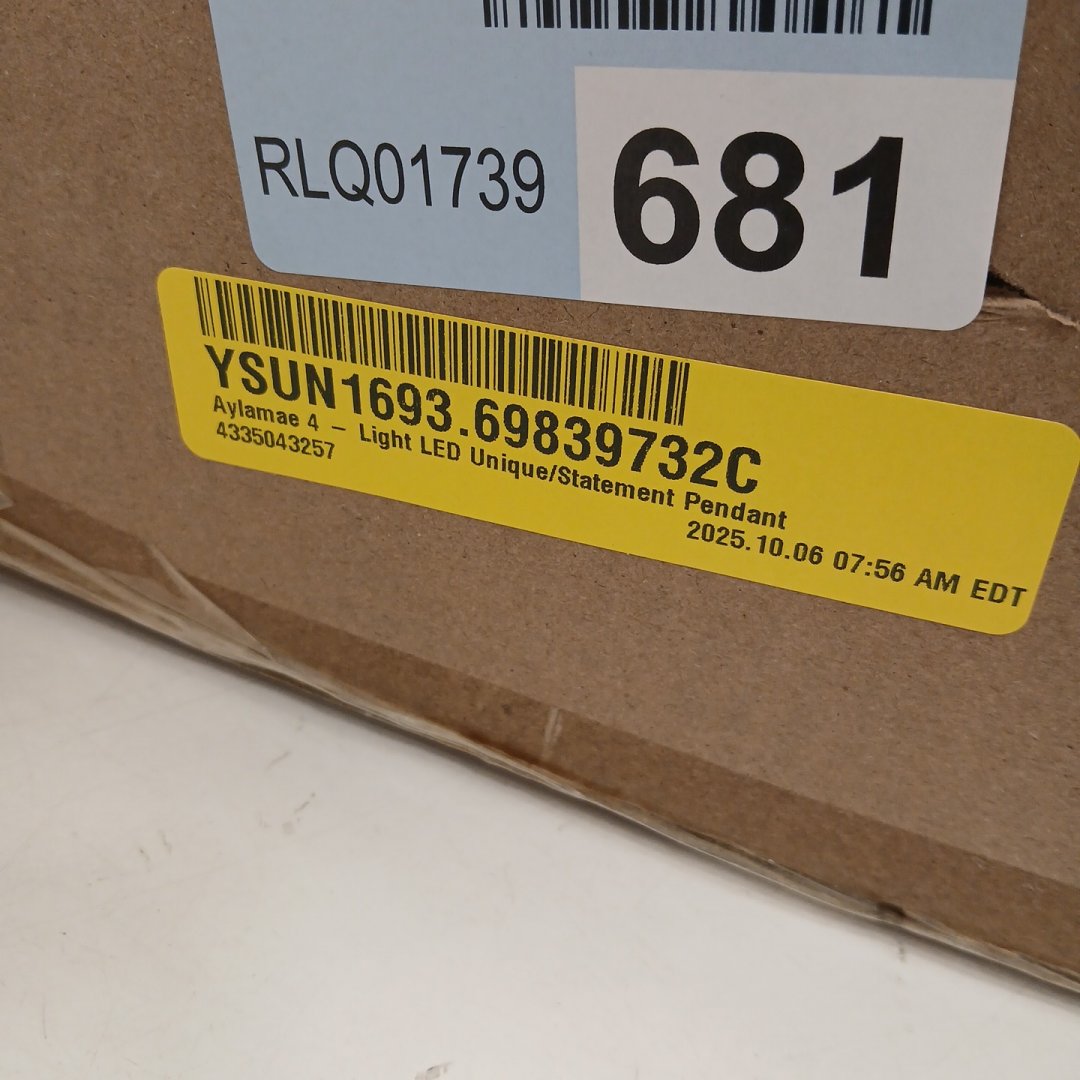 RLQ01739
681
YSUN1693.69839732C
Aylamae 4 – Light LED Unique/Statement Pendant
4335043257
2025.10.06 07:56 AM EDT